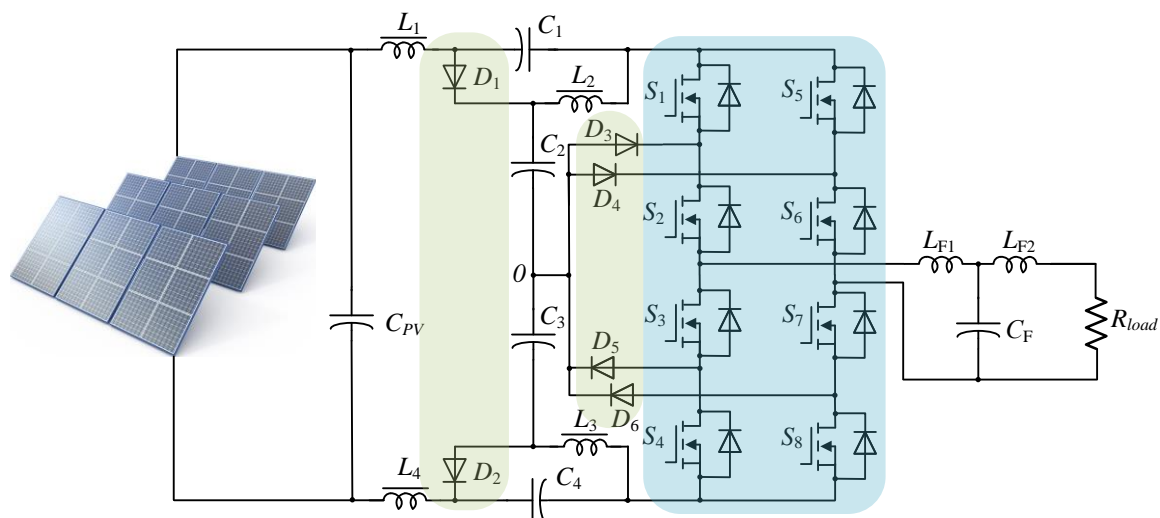 L1
C1
D1
L2
S1
S5
D3
C2
D4
S2
S6
LF1
LF2
0
CPV
C3
S3
S7
CF
Rload
D5
D6
L3
S4
S8
L4
D2
C4